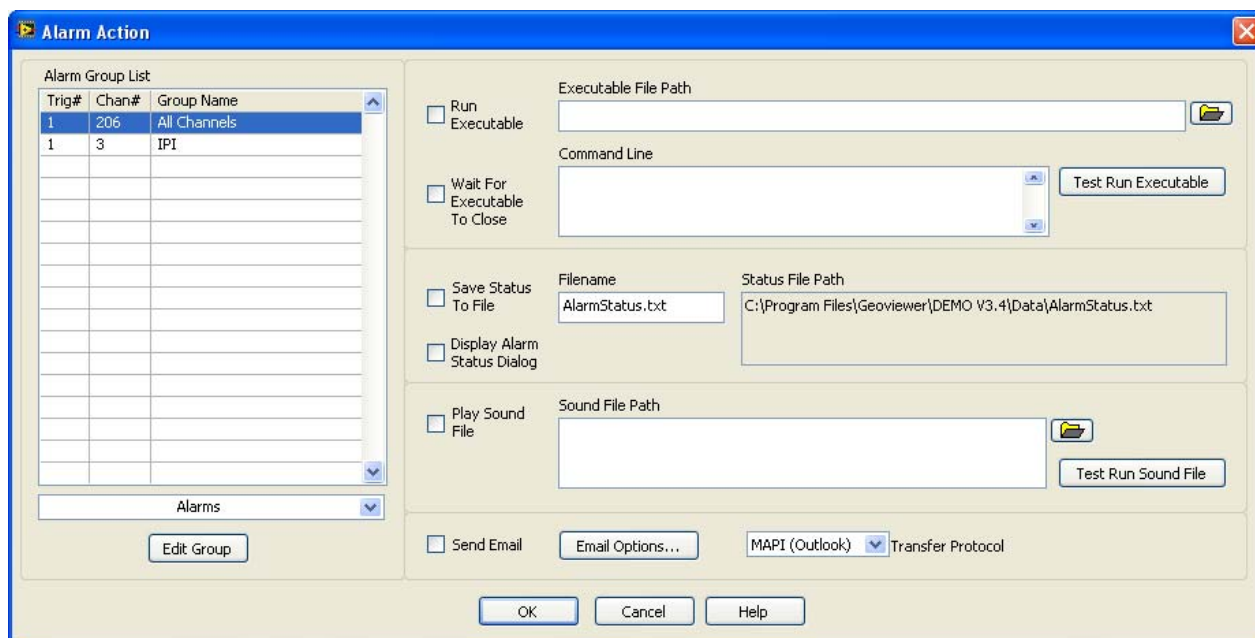 Alarm Action
Alarm Group List
Trig# Chan# Group Name
1 206 All Channels
1 3 IPI
Alarms
Edit Group
Run
Executable
Executable File Path
Wait For
Executable
To Close
Command Line
Test Run Executable
Save Status
To File
Filename
AlarmStatus.txt
Status File Path
C:\Program Files\Geoviewer\DEMO V3.4\Data\AlarmStatus.txt
Display Alarm
Status Dialog
Play Sound
File
Sound File Path
Test Run Sound File
Send Email
Email Options...
MAPI (Outlook) Transfer Protocol
OK Cancel Help